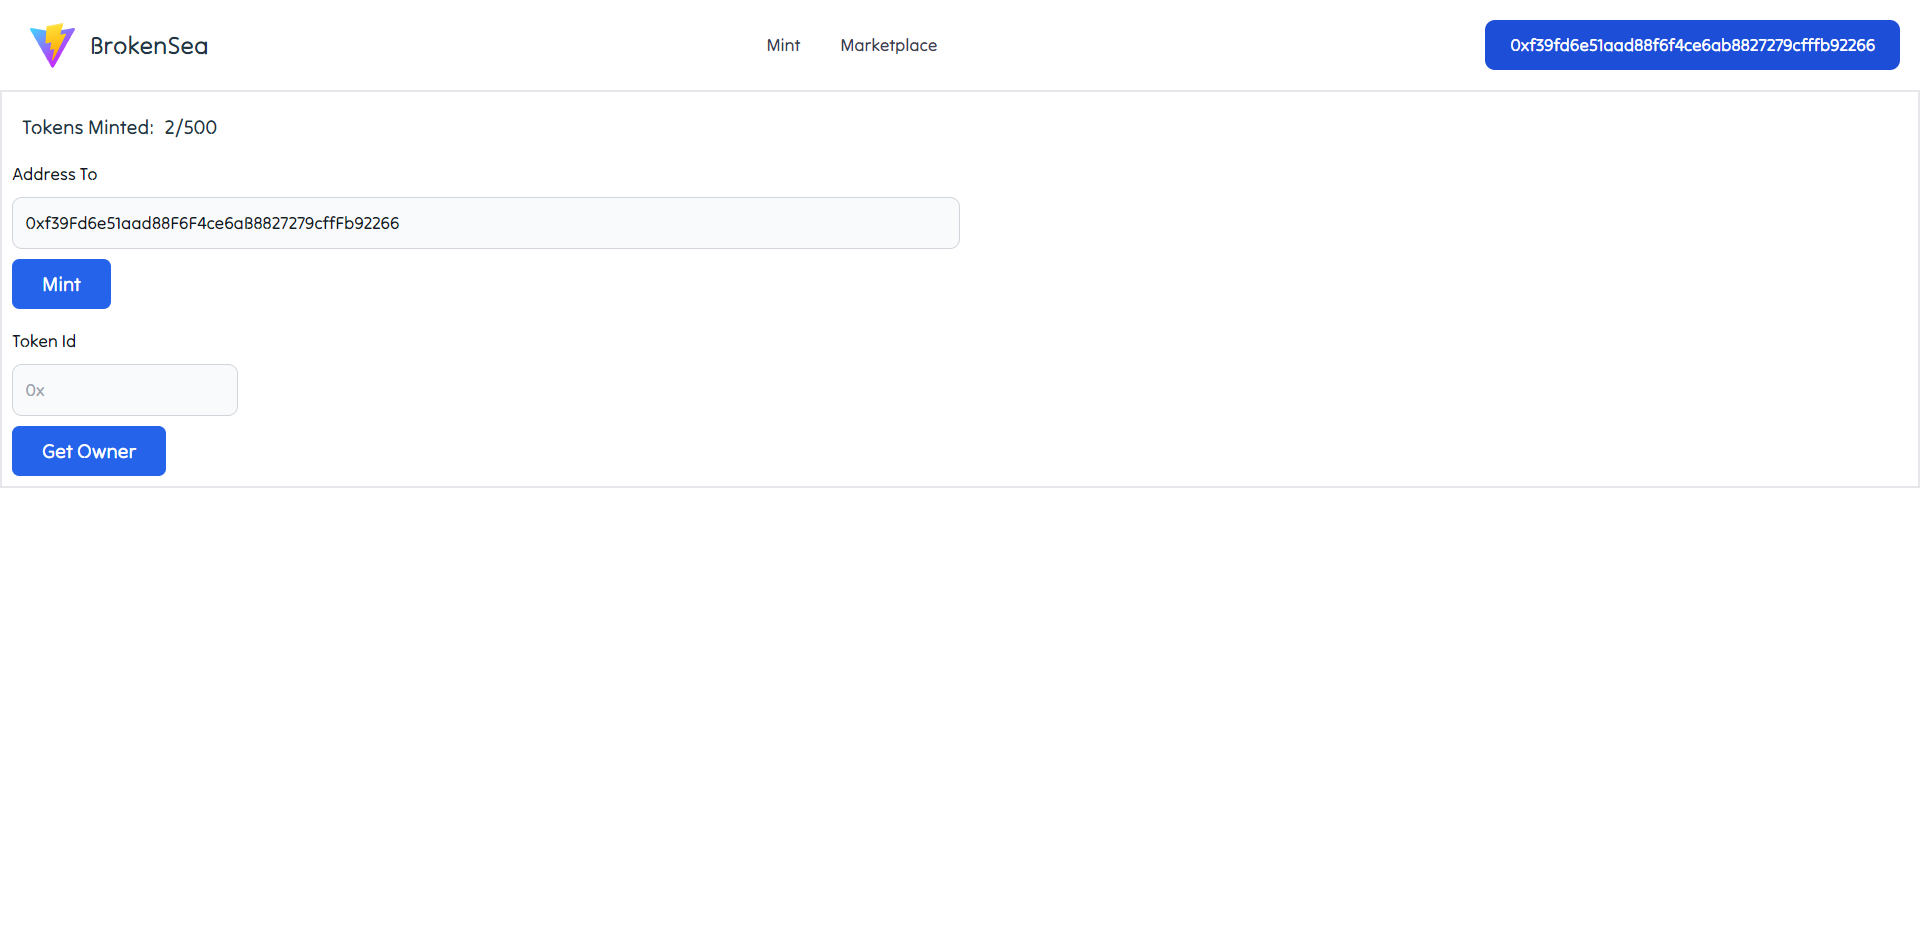 BrokenSea
Mint
Marketplace
0xf39fd6e51aad88f6f4ce6ab8827279cfffb92266
Tokens Minted: 2/500
Address To
0xf39Fd6e51aad88F6F4ce6aB8827279cffFb92266
Mint
Token Id
0x
Get Owner